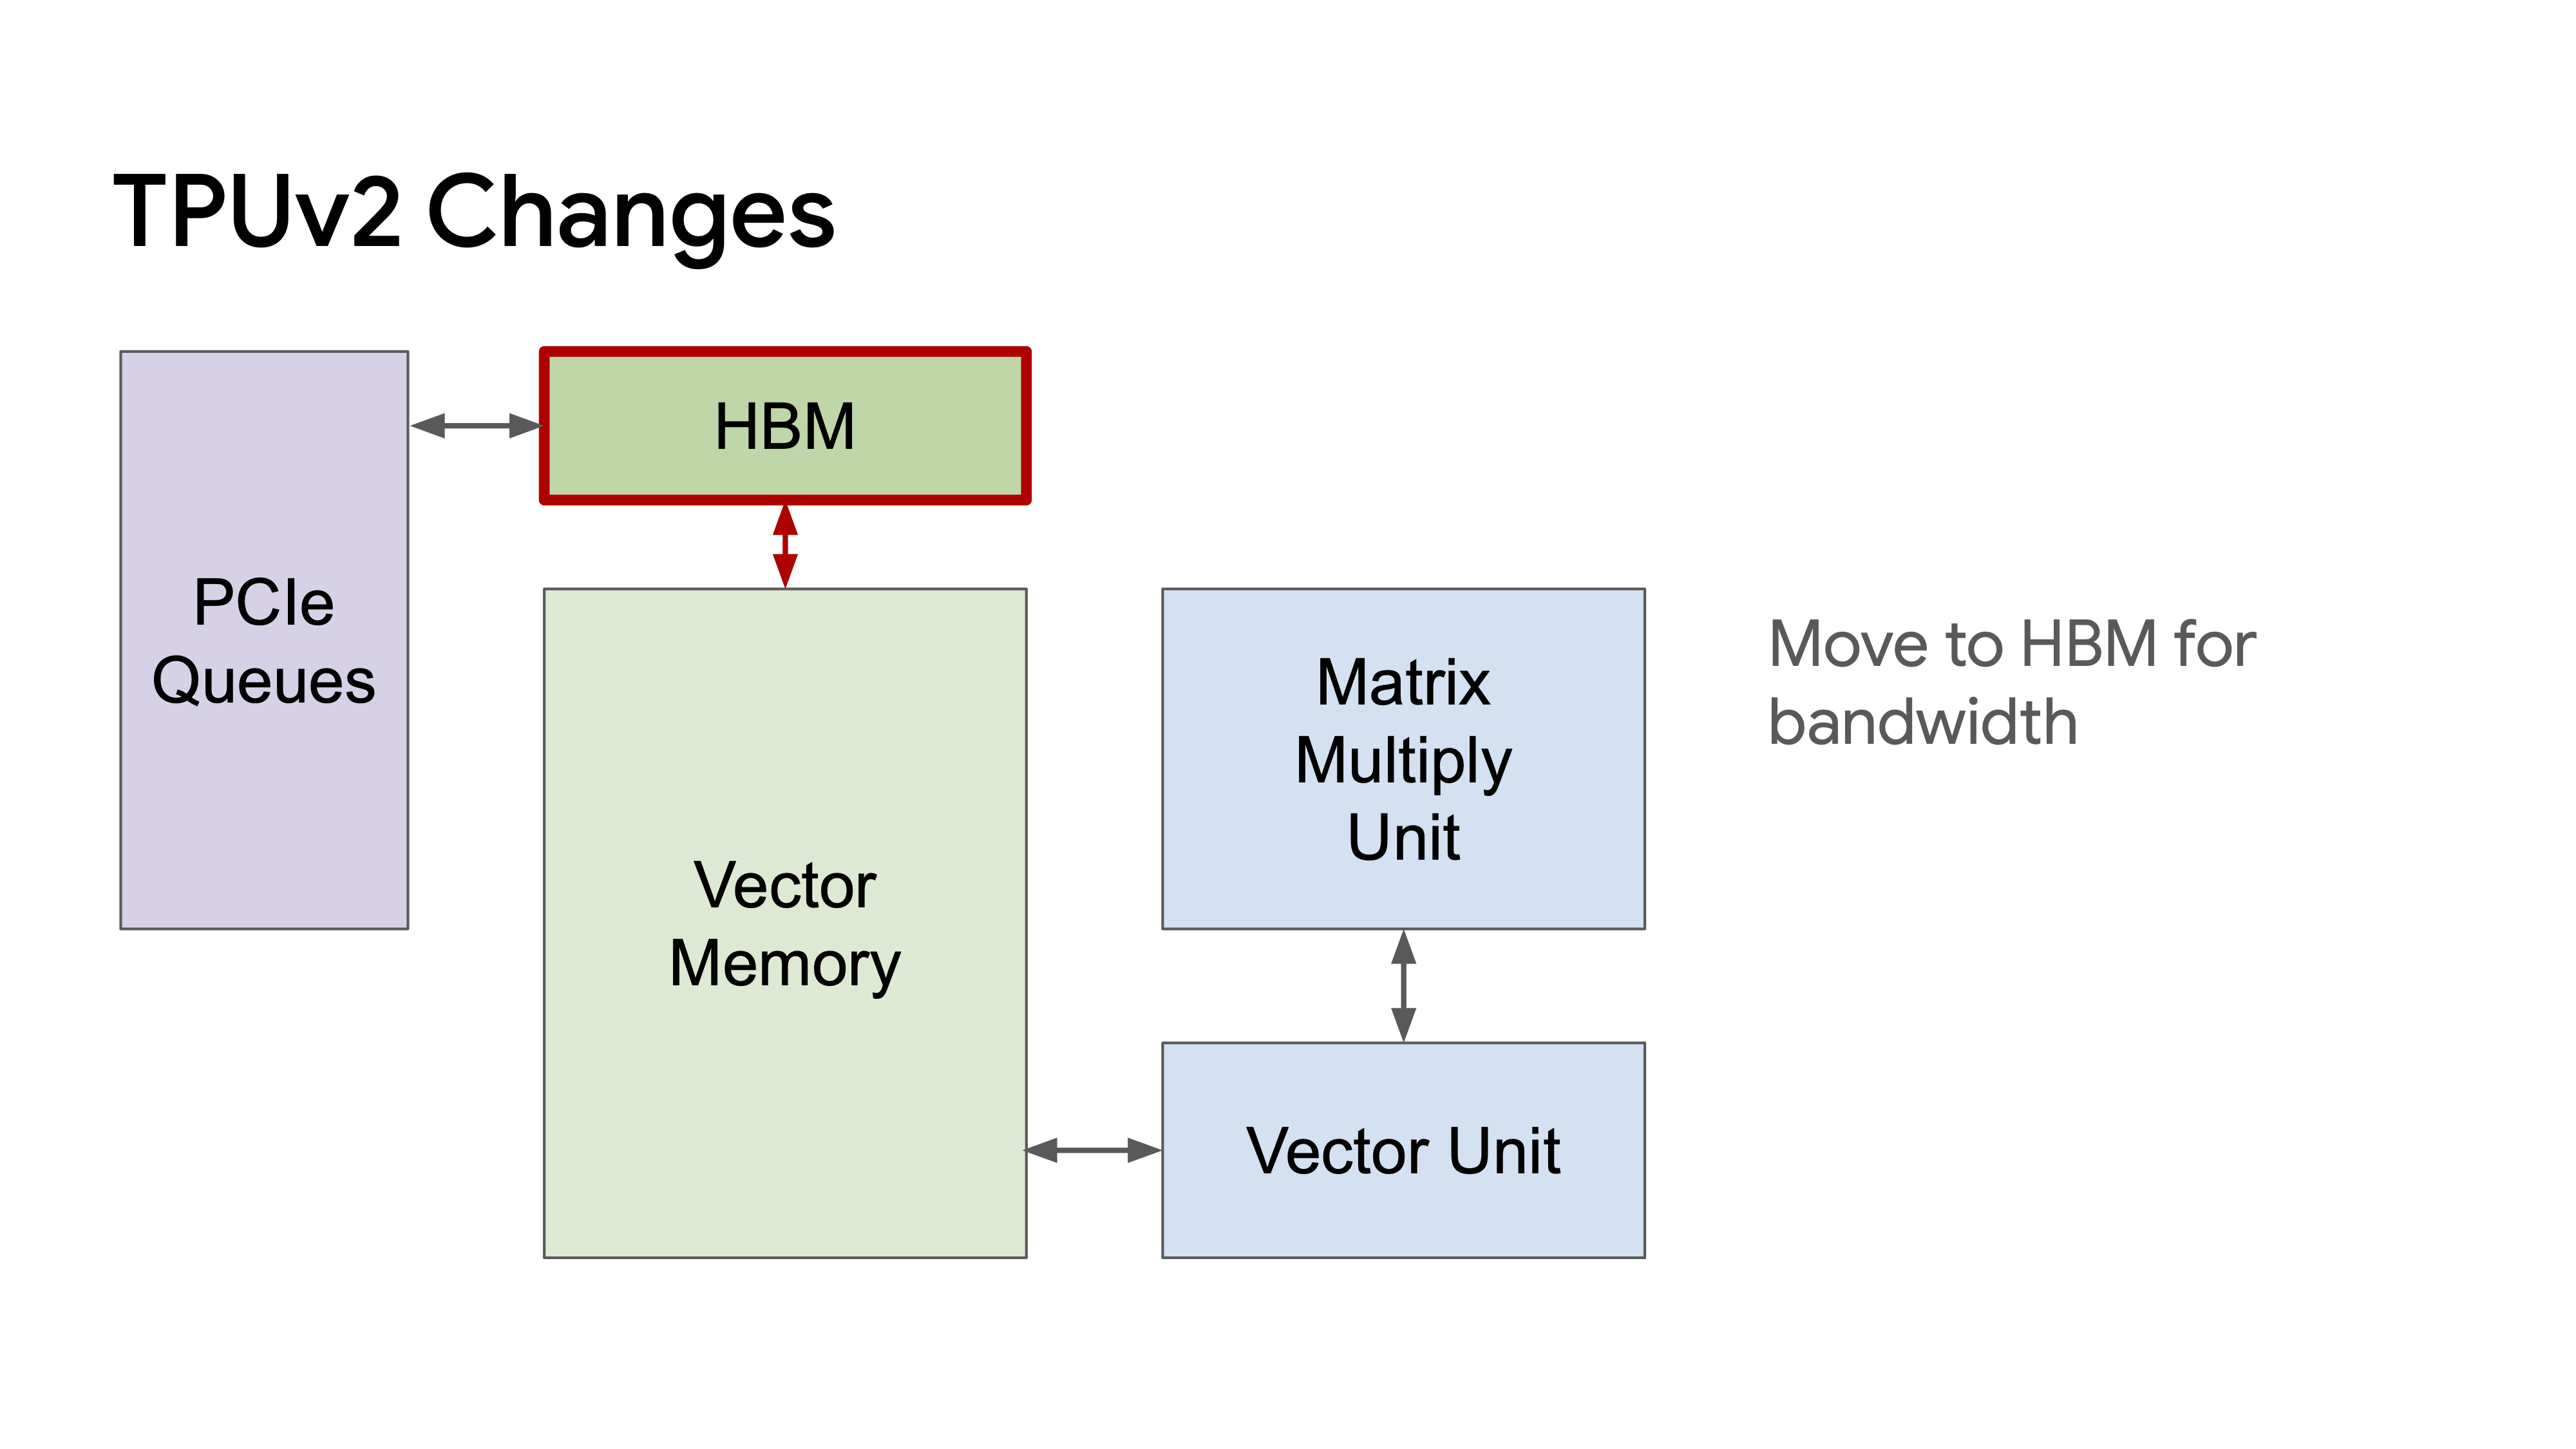 TPUv2 Changes
HBM
PCIe
Queues
Vector
Memory
Matrix
Multiply
Unit
Vector Unit
Move to HBM for
bandwidth